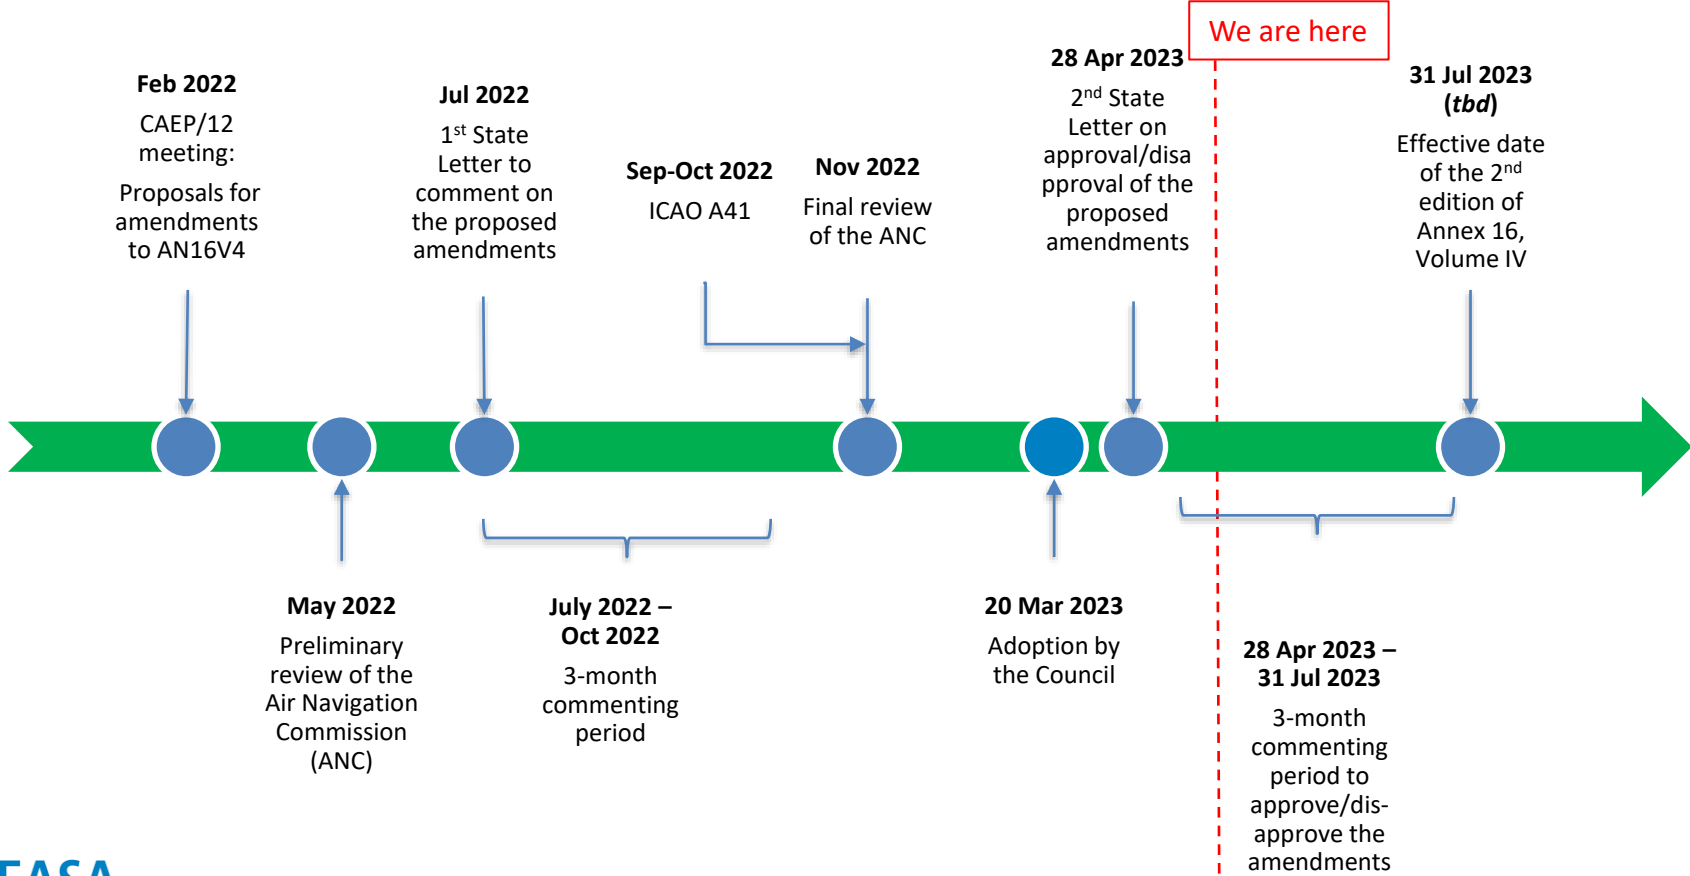 We are here
Feb 2022
CAEP/12
meeting:
Proposals for
amendments
to AN16V4
Jul 2022
1st State
Letter to
comment on
the proposed
amendments
Sep-Oct 2022
ICAO A41
Nov 2022
Final review
of the ANC
28 Apr 2023
2nd State
Letter on
approval/disa
pproval of the
proposed
amendments
31 Jul 2023
(tbd)
Effective date
of the 2nd
edition of
Annex 16,
Volume IV
May 2022
Preliminary
review of the
Air Navigation
Commission
(ANC)
July 2022 –
Oct 2022
3-month
commenting
period
20 Mar 2023
Adoption by
the Council
28 Apr 2023 –
31 Jul 2023
3-month
commenting
period to
approve/dis-
approve the
amendments
EASA